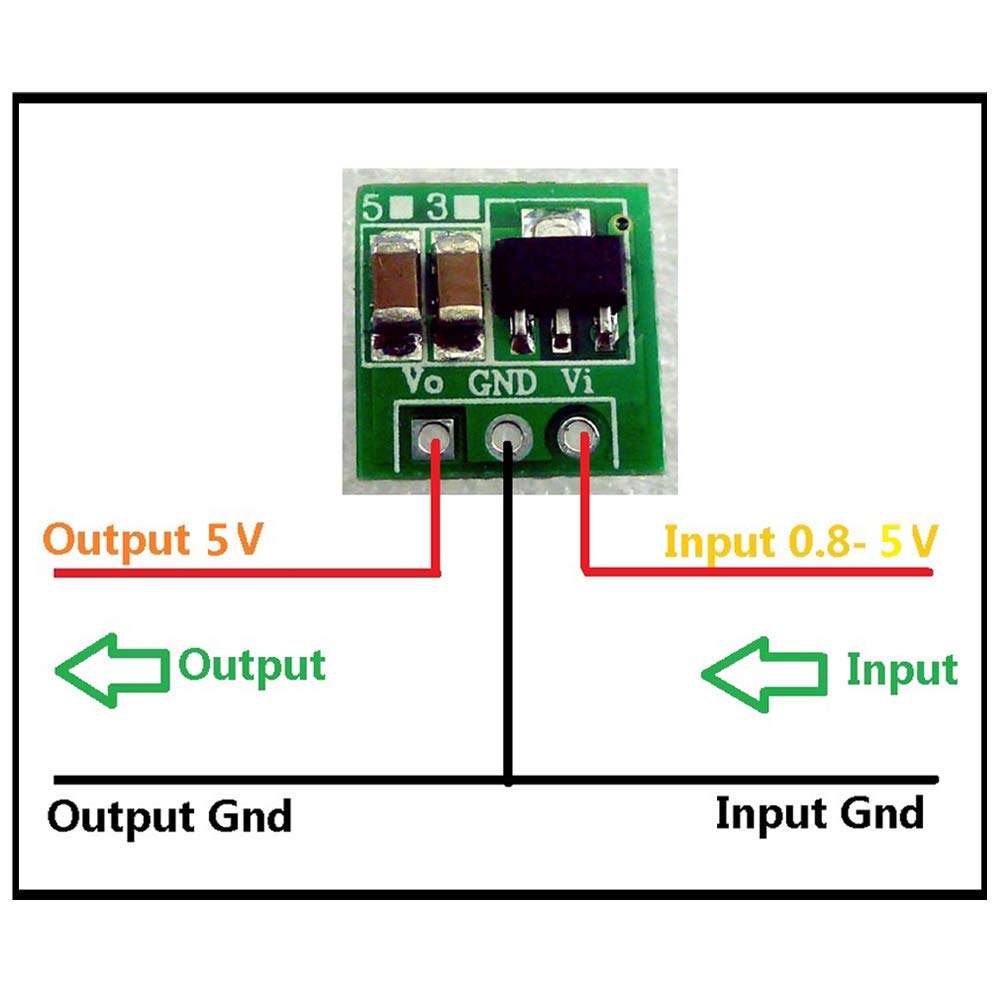 5 3
Vo GND Vi
Output 5V
Input 0.8- 5V
Output
Input
Output Gnd
Input Gnd